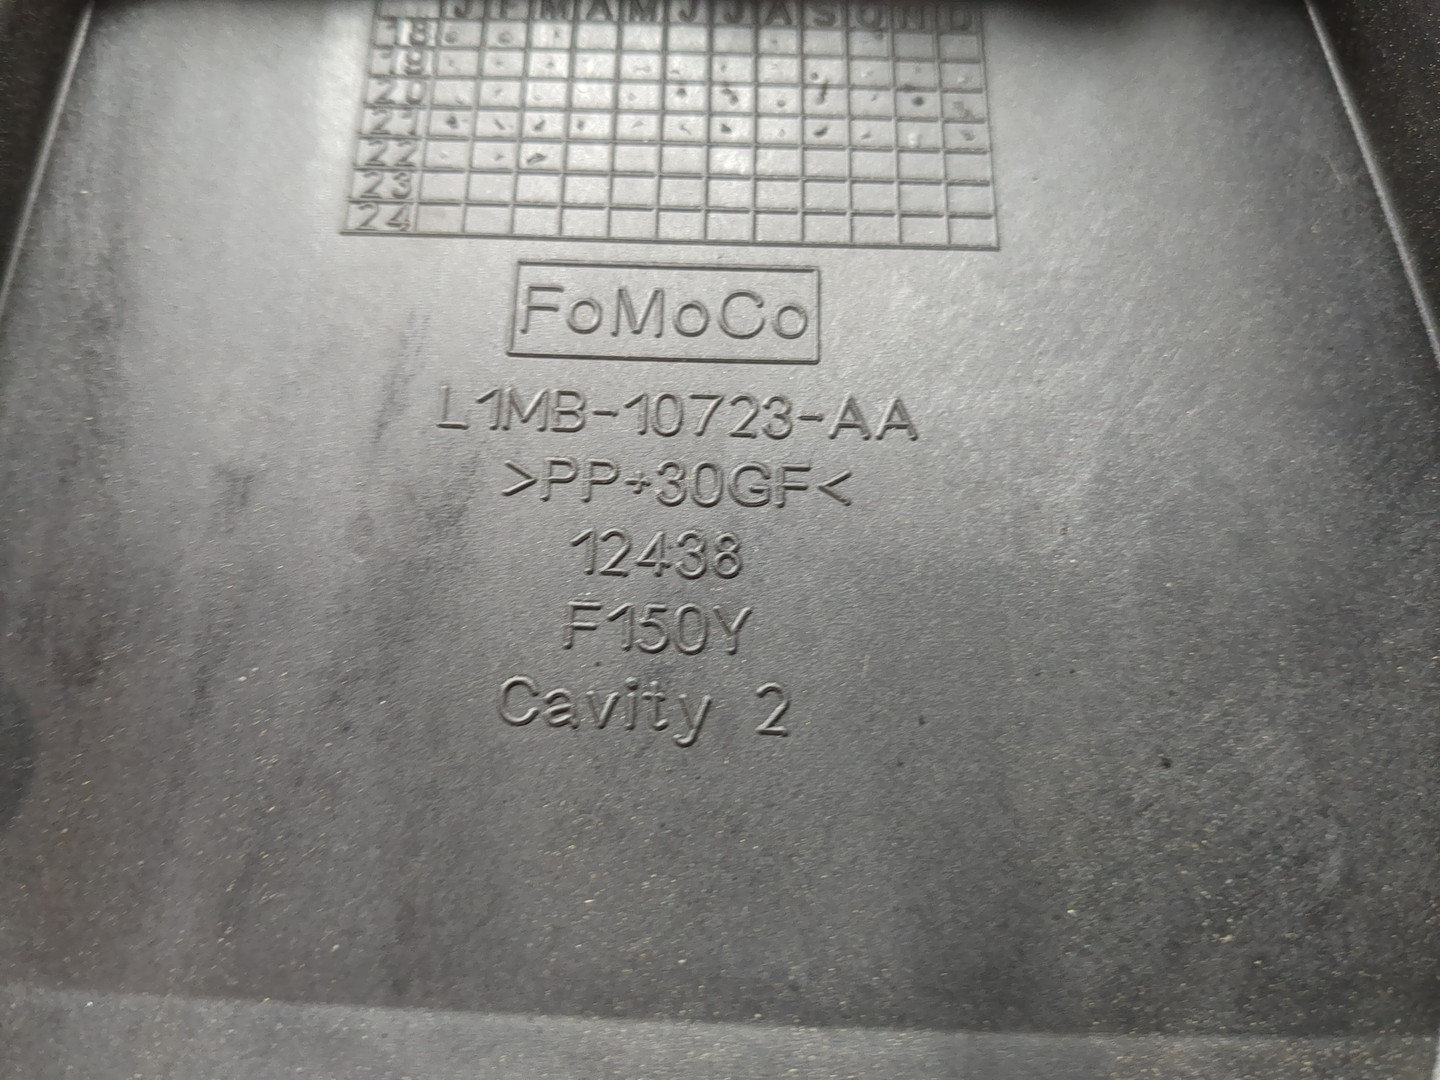 J F M A M J J A S O N D
18
19
20
21
22
23
24
FoMoCo
L1MB-10723-AA
>PP+30GF<
12438
F150Y
Cavity 2